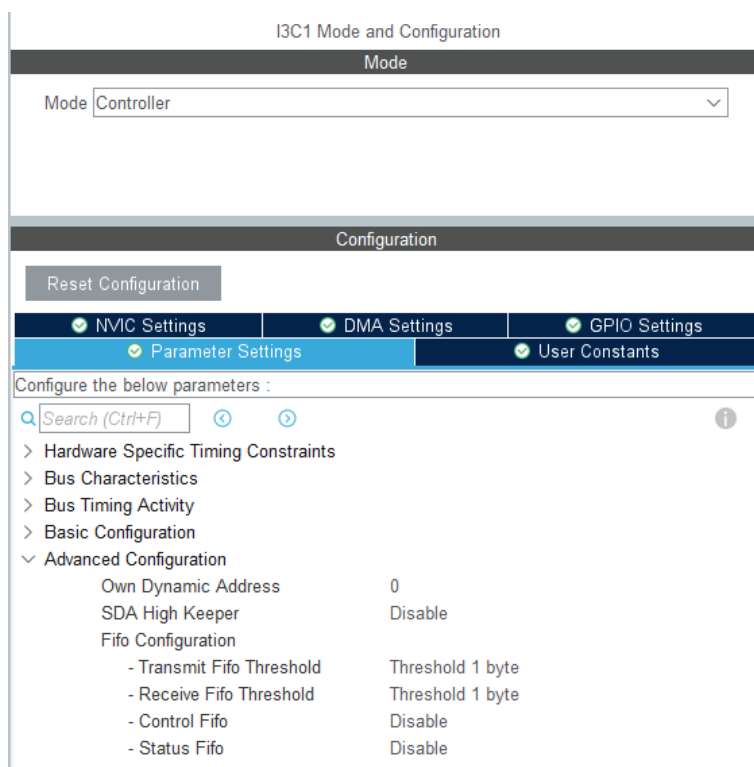 I3C1 Mode and Configuration
Mode
Mode Controller
Configuration
Reset Configuration
NVIC Settings DMA Settings GPIO Settings
Parameter Settings User Constants
Configure the below parameters :
Search (Ctrl+F)
Hardware Specific Timing Constraints
Bus Characteristics
Bus Timing Activity
Basic Configuration
Advanced Configuration
Own Dynamic Address 0
SDA High Keeper Disable
Fifo Configuration
- Transmit Fifo Threshold Threshold 1 byte
- Receive Fifo Threshold Threshold 1 byte
- Control Fifo Disable
- Status Fifo Disable